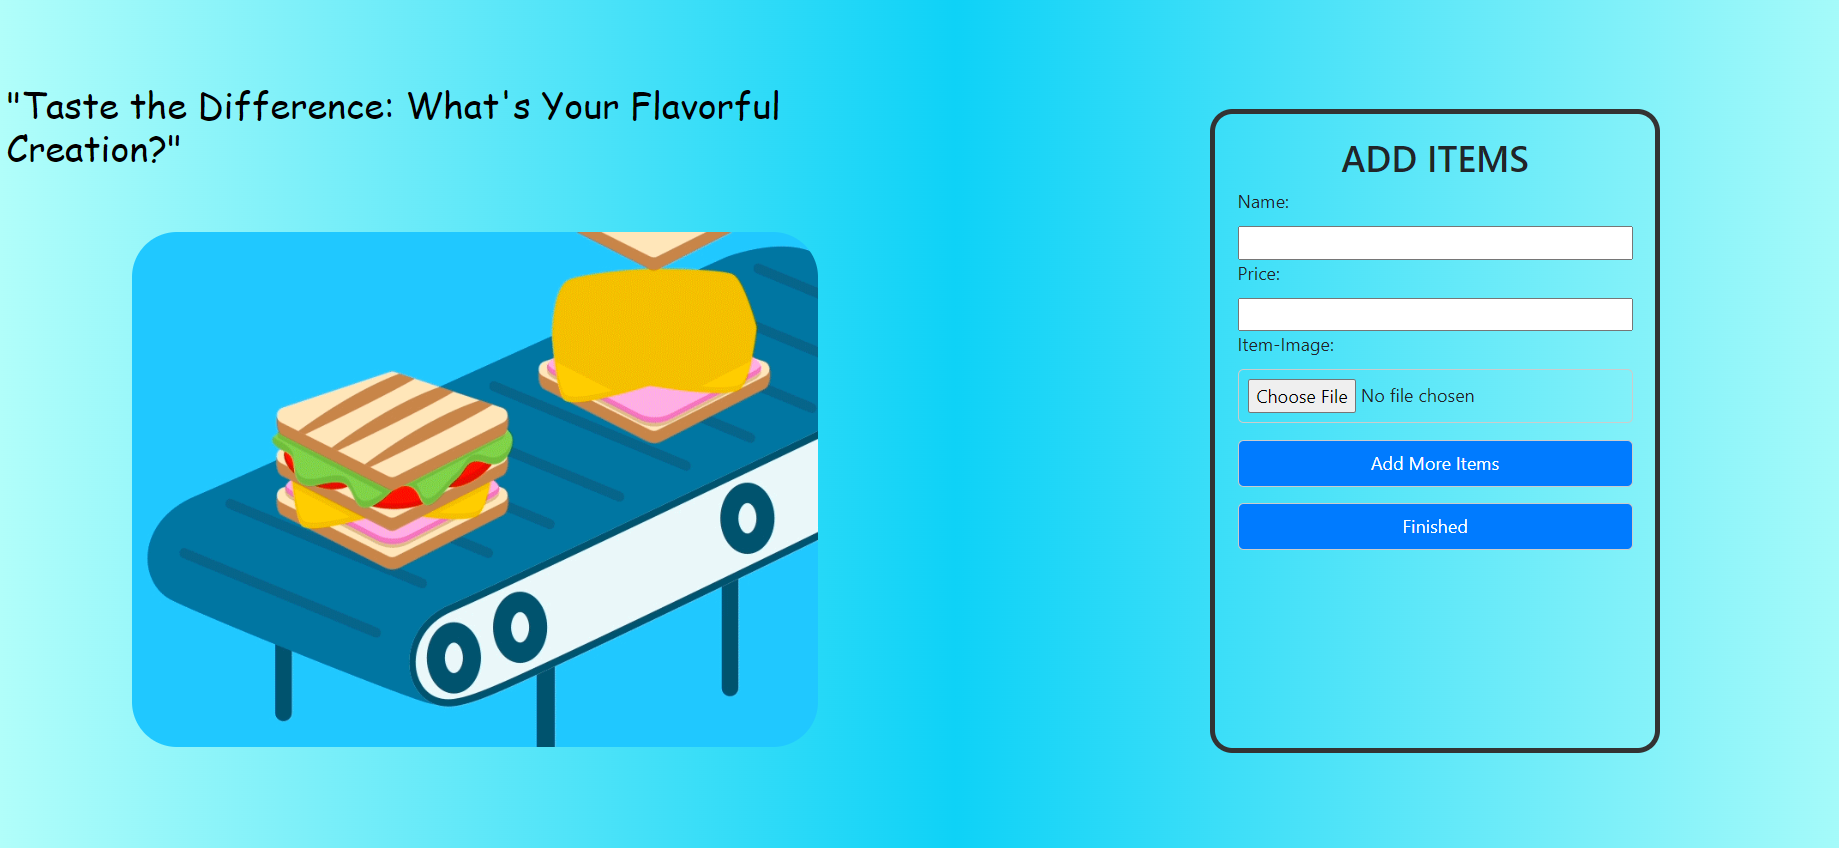 "Taste the Difference: What's Your Flavorful
Creation?"
ADD ITEMS
Name:
Price:
Item-Image:
Choose File No file chosen
Add More Items
Finished